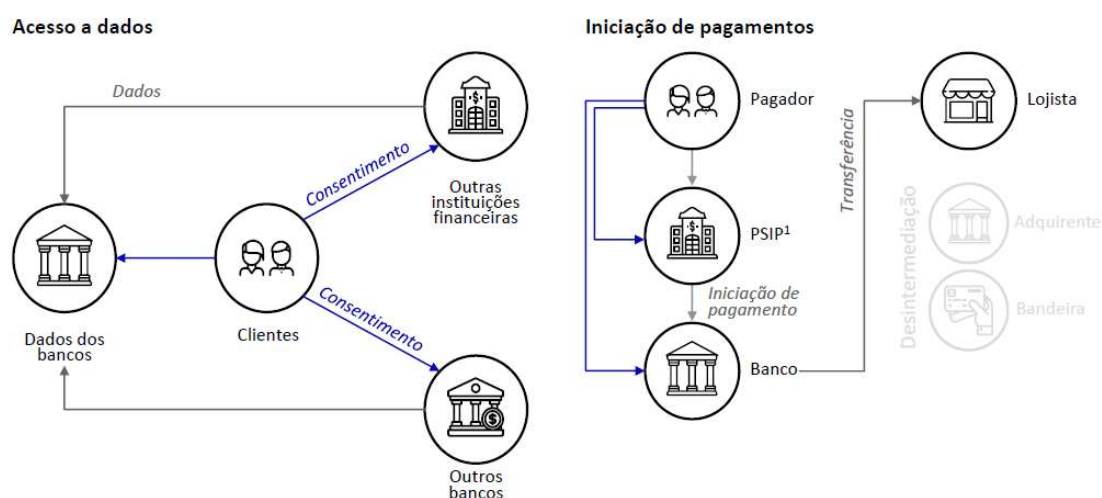 Acesso a dados
Dados
Consentimento
Outras
instituições
financeiras
Dados dos
bancos
Clientes
Consentimento
Outros
bancos
Iniciação de pagamentos
Pagador
Lojista
Transferência
PSIP¹
Iniciação de
pagamento
Banco
Desintermediação
Adquirente
Bandeira